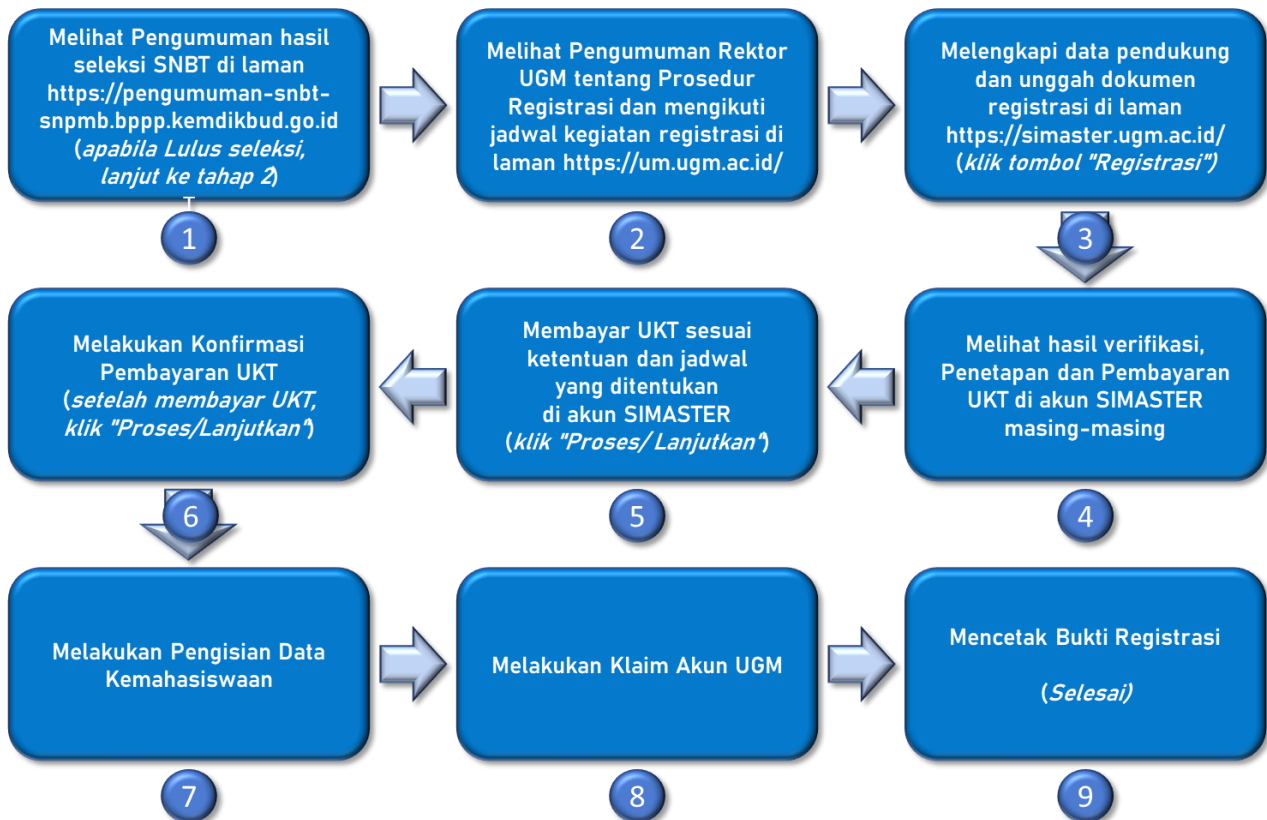 Melihat Pengumuman hasil
seleksi SNBT di laman
https://pengumuman-snbt-
snpmb.bppp.kemdikbud.go.id
(apabila Lulus seleksi,
lanjut ke tahap 2)
T
1
Melihat Pengumuman Rektor
UGM tentang Prosedur
Registrasi dan mengikuti
jadwal kegiatan registrasi di
laman https://um.ugm.ac.id/
2
Melengkapi data pendukung
dan unggah dokumen
registrasi di laman
https://simaster.ugm.ac.id/
(klik tombol "Registrasi")
3
Melihat hasil verifikasi,
Penetapan dan Pembayaran
UKT di akun SIMASTER
masing-masing
4
Membayar UKT sesuai
ketentuan dan jadwal
yang ditentukan
di akun SIMASTER
(klik "Proses/ Lanjutkan")
5
Melakukan Konfirmasi
Pembayaran UKT
(setelah membayar UKT,
klik "Proses/Lanjutkan")
6
Melakukan Pengisian Data
Kemahasiswaan
7
Melakukan Klaim Akun UGM
8
Mencetak Bukti Registrasi
(Selesai)
9